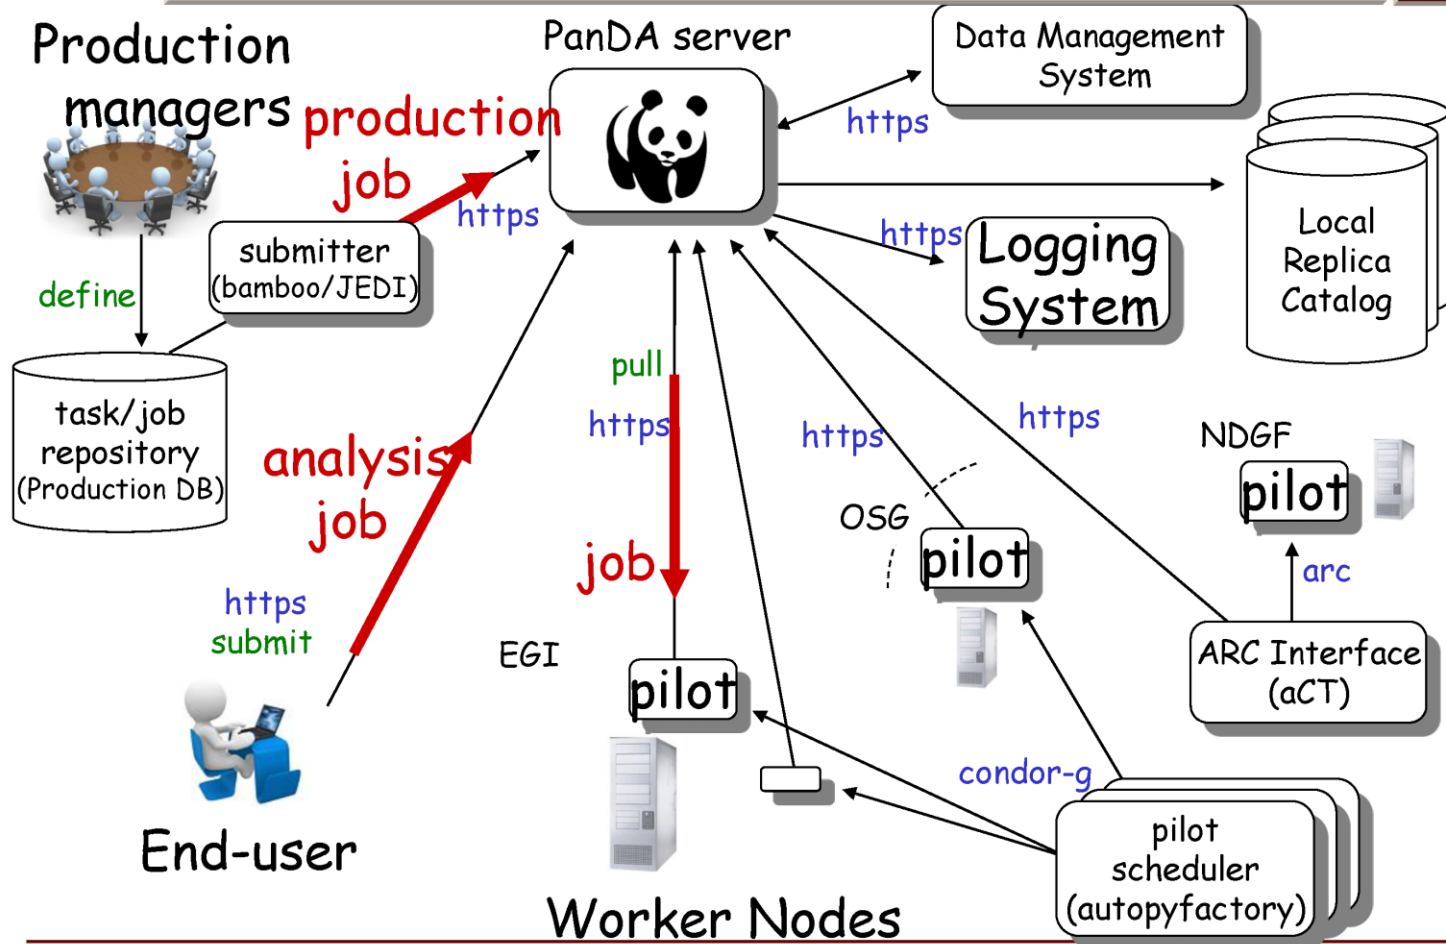 Production
managers
PanDA server
Data Management
System
production
job
https
https
submitter
(bamboo/JEDI)
https
Logging
System
Local
Replica
Catalog
define
pull
https
task/job
repository
(Production DB)
analysis
job
https
https
NDGF
pilot
OSG
pilot
job
arc
https
submit
EGI
pilot
ARC Interface
(aCT)
condor-g
End-user
pilot
scheduler
(autopyfactory)
Worker Nodes